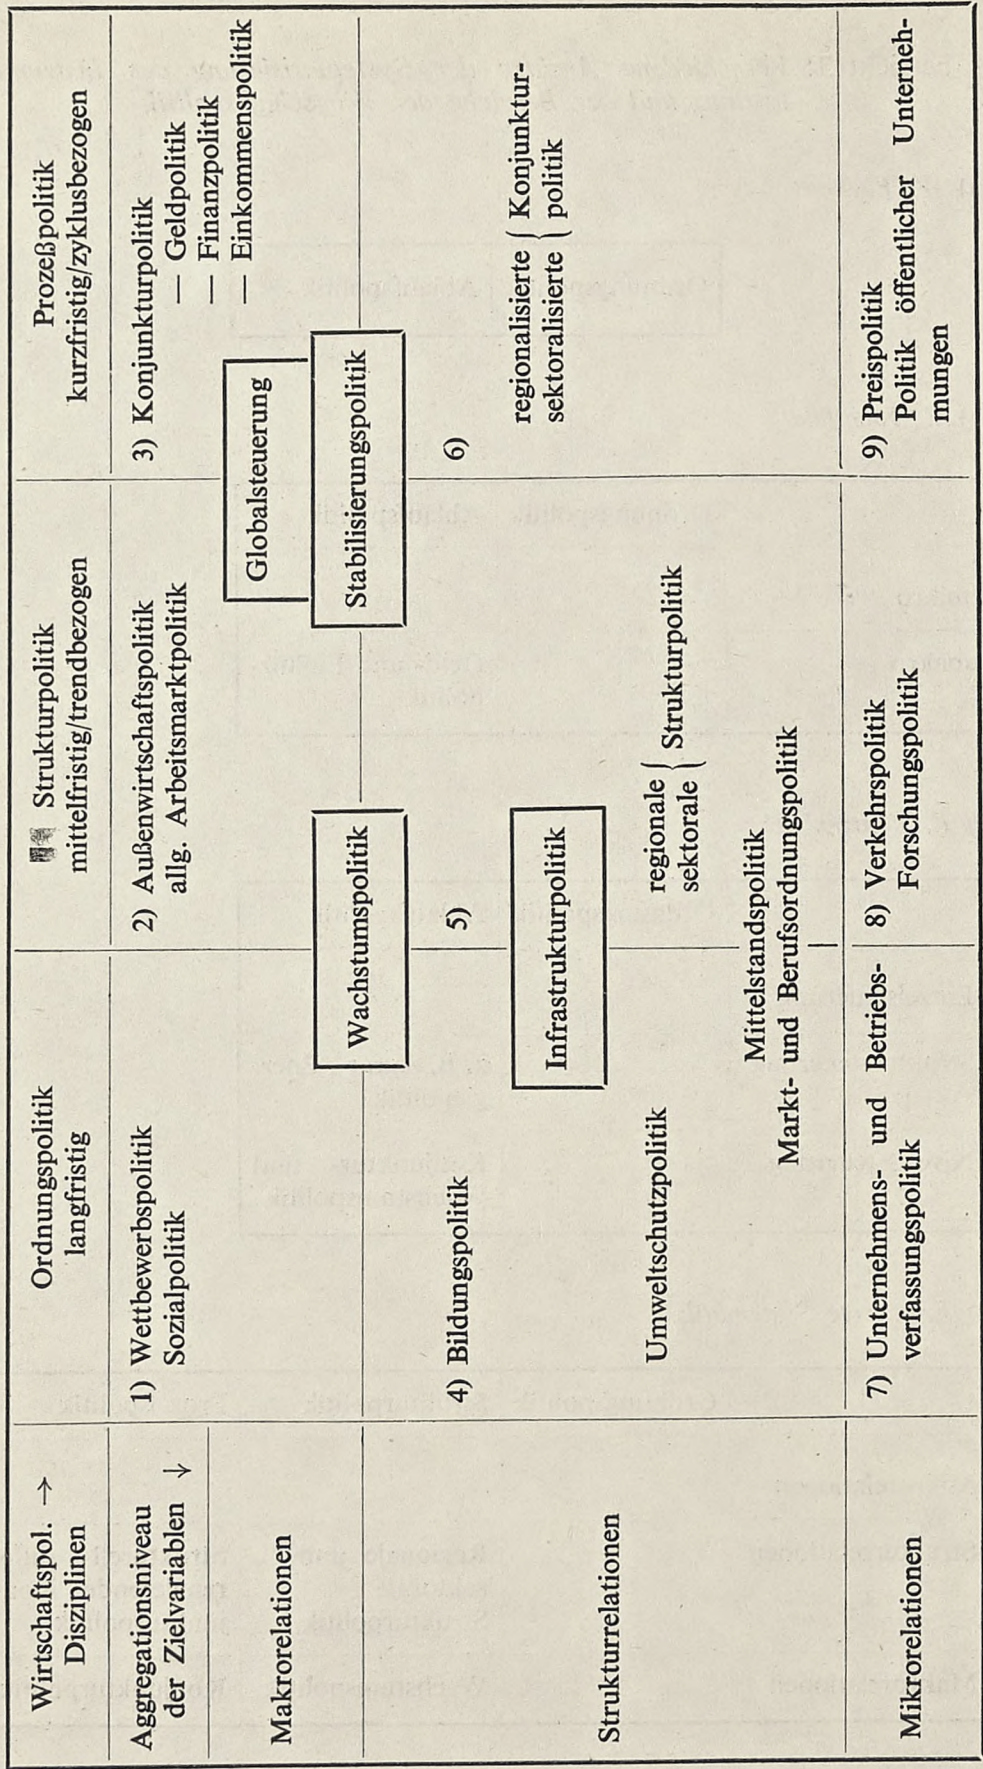 Wirtschaftspol. →
Disziplinen
Aggregationsniveau
der Zielvariablen ↓
Ordnungspolitik
langfristig
Strukturpolitik
mittelfristig/trendbezogen
Prozeßpolitik
kurzfristig/zyklusbezogen
Makrorelationen
1) Wettbewerbspolitik
Sozialpolitik
2) Außenwirtschaftspolitik
allg. Arbeitsmarktpolitik
3) Konjunkturpolitik
— Geldpolitik
— Finanzpolitik
— Einkommenspolitik
Globalsteuerung
Wachstumspolitik
Stabilisierungspolitik
Strukturrelationen
4) Bildungspolitik
5)
6)
Infrastrukturpolitik
regionalisierte { Konjunktur-
sektoralisierte { politik
Umweltschutzpolitik
regionale { Strukturpolitik
sektorale {
Mittelstandspolitik
Markt- und Berufsordnungspolitik
Mikrorelationen
7) Unternehmens- und Betriebs-
verfassungspolitik
8) Verkehrspolitik
Forschungspolitik
9) Preispolitik
Politik öffentlicher Unterneh-
mungen